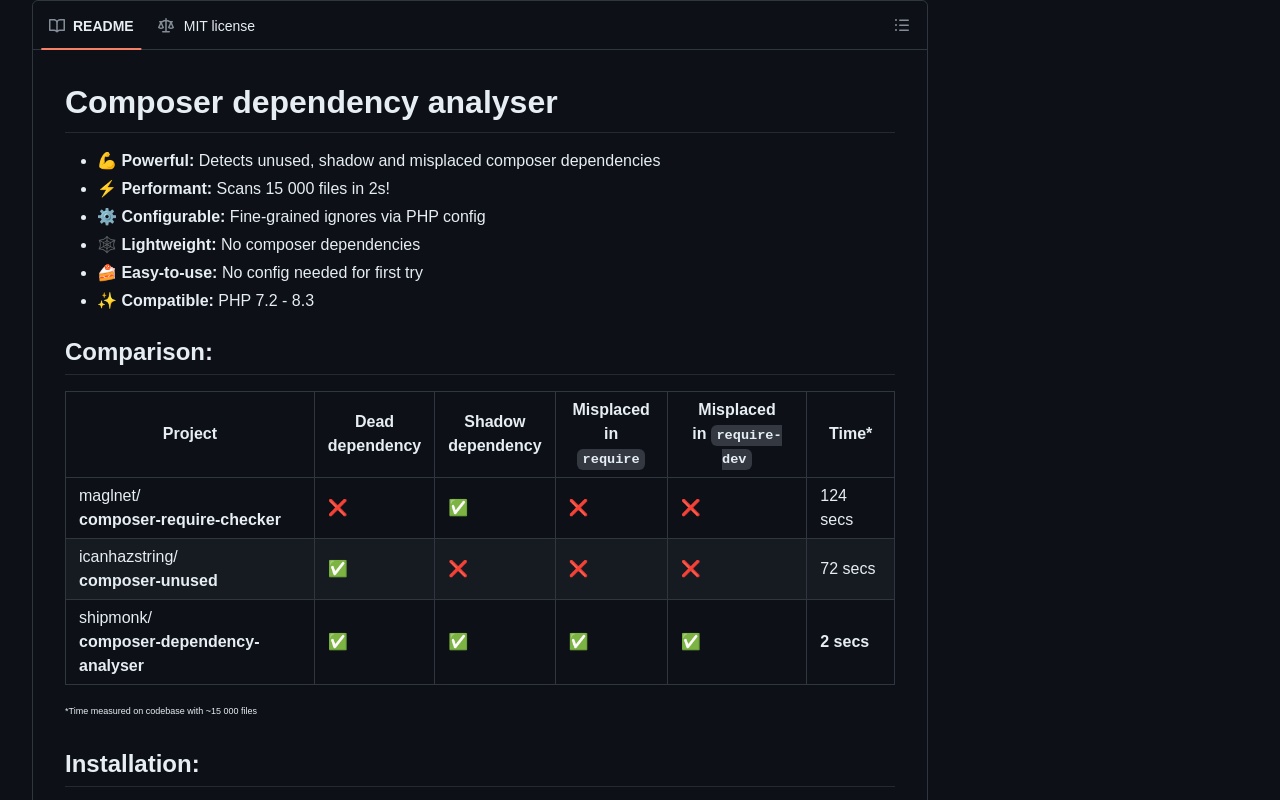 README MIT license
Composer dependency analyser
💪 Powerful: Detects unused, shadow and misplaced composer dependencies
⚡ Performant: Scans 15 000 files in 2s!
⚙️ Configurable: Fine-grained ignores via PHP config
🕸️ Lightweight: No composer dependencies
🍰 Easy-to-use: No config needed for first try
✨ Compatible: PHP 7.2 - 8.3
Comparison:
Project
Dead
dependency
Shadow
dependency
Misplaced
in
require
Misplaced
in require-
dev
Time*
maglnet/
composer-require-checker
❌ ✅ ❌ ❌
124
secs
icanhazstring/
composer-unused
✅ ❌ ❌ ❌ 72 secs
shipmonk/
composer-dependency-
analyser
✅ ✅ ✅ ✅ 2 secs
*Time measured on codebase with ~15 000 files
Installation: